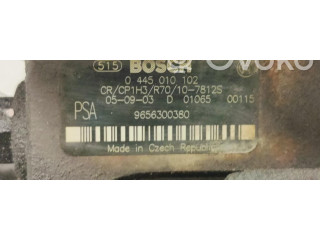 515 BOSCH
0 445 010 102
CR/CP1H3/R70/10-7812S
05-09-03 D 01065 00115
PSA 9656300380
Made in Czech Republic